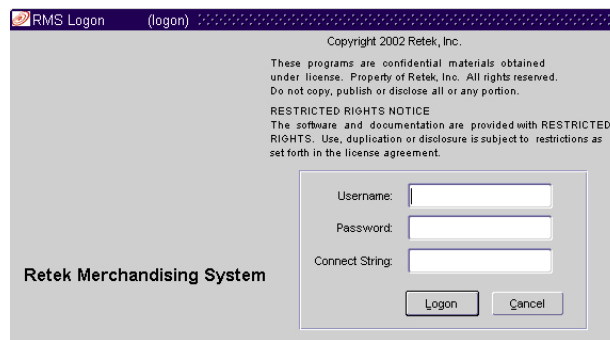 RMS Logon (logon)
Copyright 2002 Retek, Inc.
These programs are confidential materials obtained
under license. Property of Retek, Inc. All rights reserved.
Do not copy, publish or disclose all or any portion.
RESTRICTED RIGHTS NOTICE
The software and documentation are provided with RESTRICTED
RIGHTS. Use, duplication or disclosure is subject to restrictions as
set forth in the license agreement.
Username:
Password:
Connect String:
Retek Merchandising System
Logon Cancel